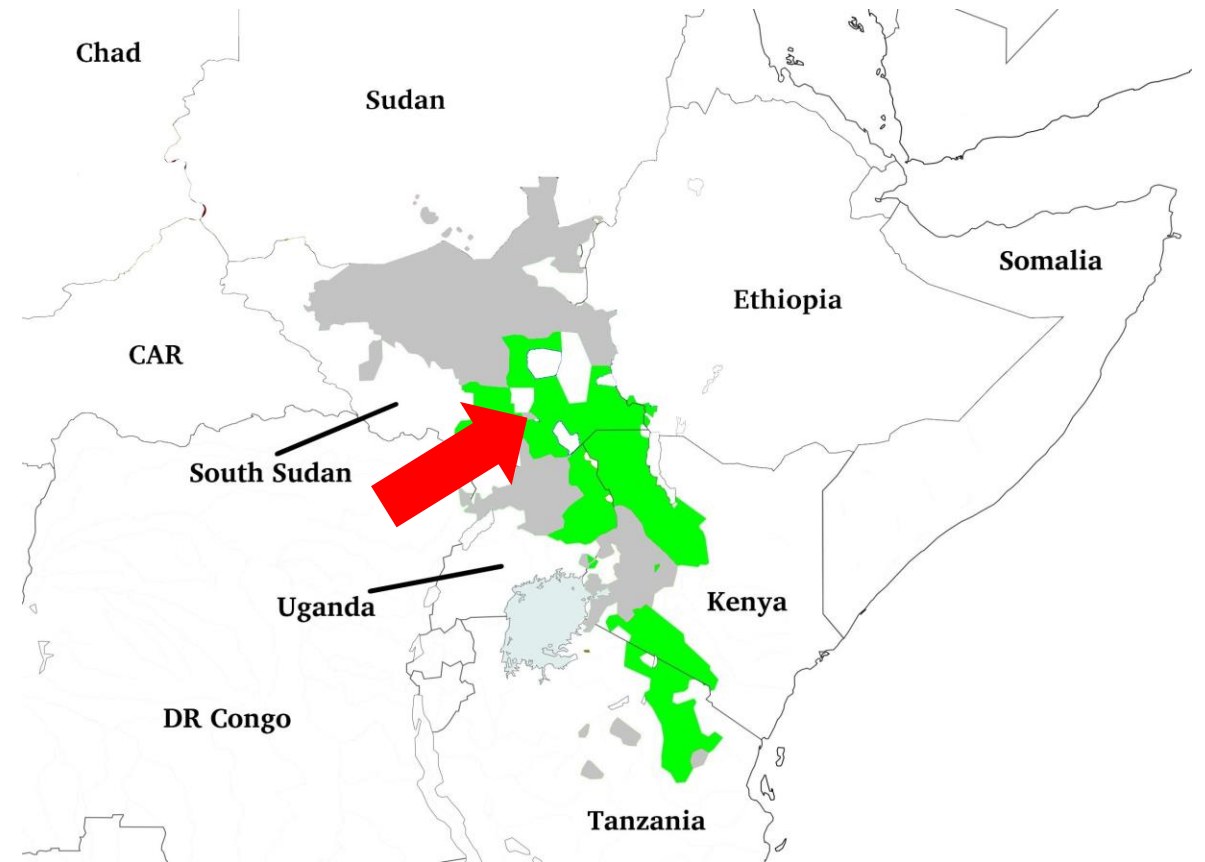 Chad
Sudan
Somalia
Ethiopia
CAR
South Sudan
Uganda
Kenya
DR Congo
Tanzania